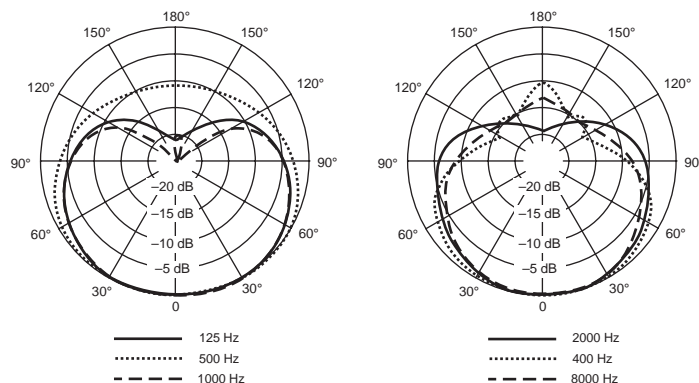 180°
150° 150°
120° 120°
90° 90°
–20 dB
–15 dB
–10 dB
60° 60°
–5 dB
30° 30°
0
125 Hz
500 Hz
1000 Hz
180°
150° 150°
120° 120°
90° 90°
–20 dB
–15 dB
–10 dB
60° 60°
–5 dB
30° 30°
0
2000 Hz
400 Hz
8000 Hz